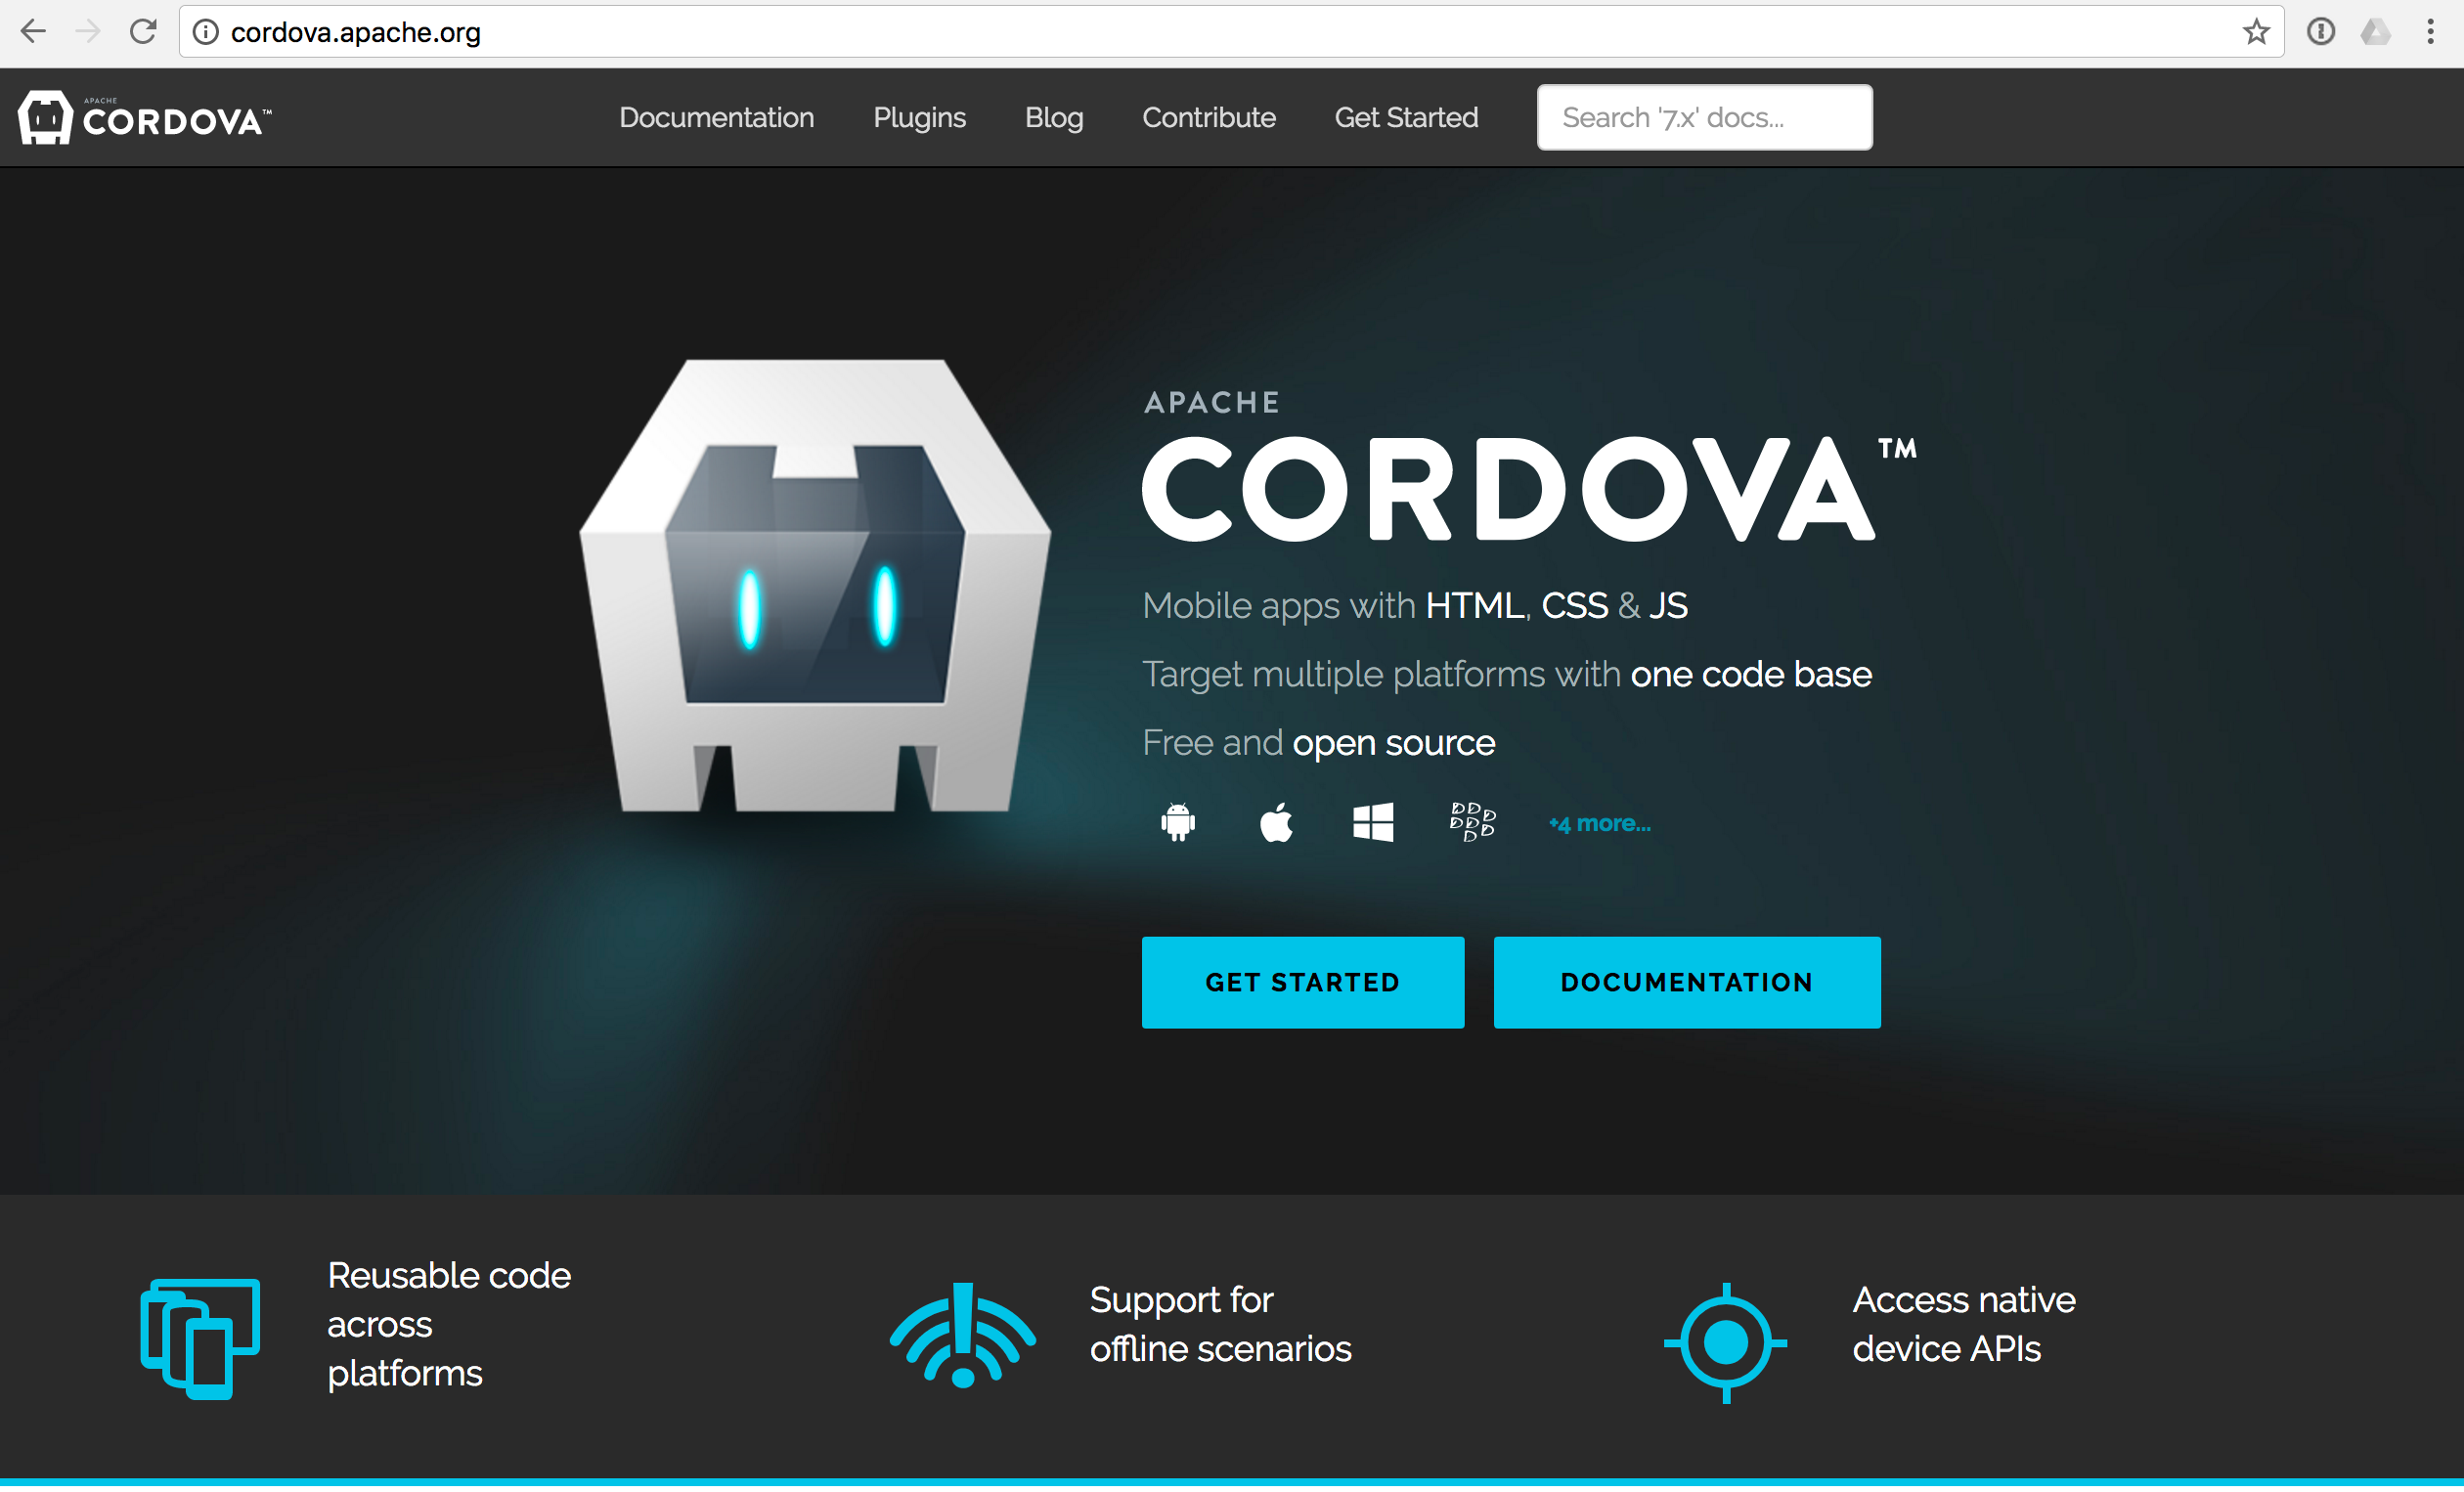 cordova.apache.org
APACHE
CORDOVA™
Documentation Plugins Blog Contribute Get Started Search '7.x' docs...
APACHE
CORDOVA™
Mobile apps with HTML, CSS & JS
Target multiple platforms with one code base
Free and open source
+4 more...
GET STARTED DOCUMENTATION
Reusable code
across
platforms
Support for
offline scenarios
Access native
device APIs